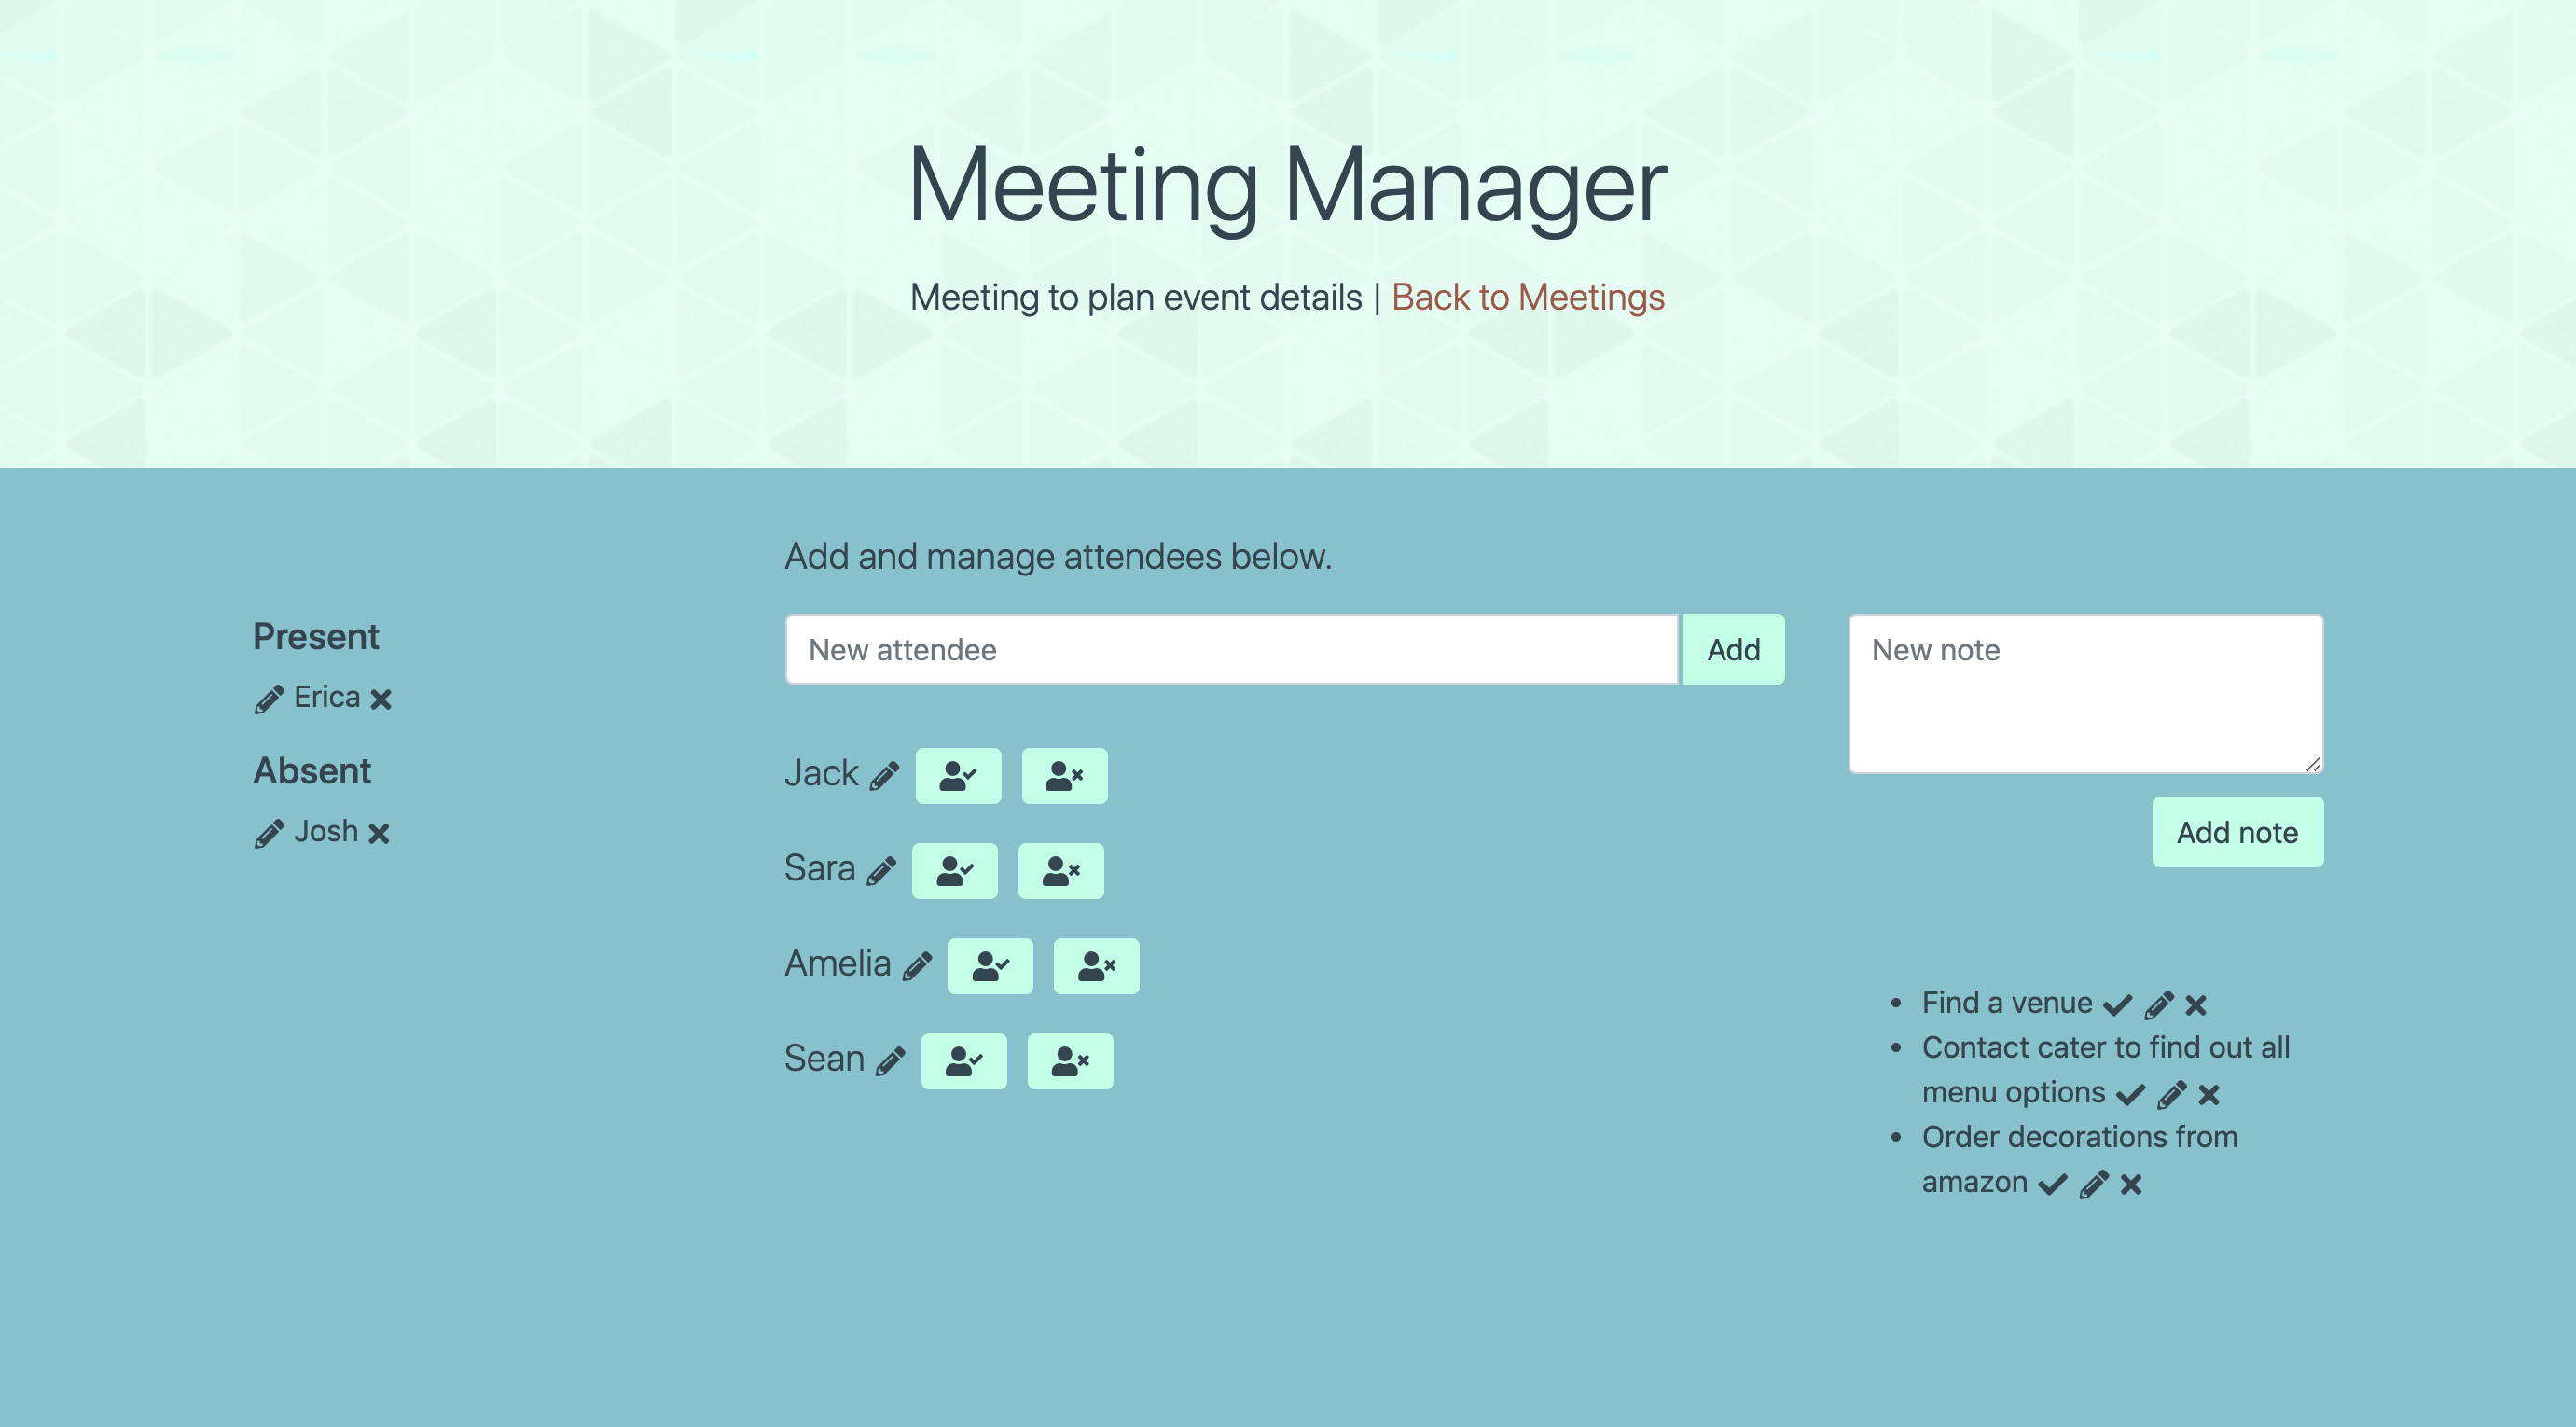 Meeting Manager
Meeting to plan event details | Back to Meetings
Add and manage attendees below.
Present
Erica
Absent
Josh
New attendee
Add
Jack
Sara
Amelia
Sean
New note
Add note
• Find a venue
• Contact cater to find out all
menu options
• Order decorations from
amazon